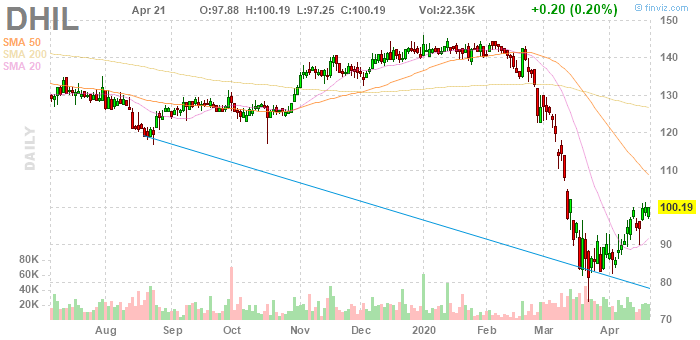 DHIL Apr 21 O:97.88 H:100.19 L:97.25 C:100.19 Vol:22.35K +0.20 (0.20%) © finviz.com
SMA 50
SMA 200
SMA 20
DAILY
150
140
130
120
110
100.19
90
80
70
80K
60K
40K
20K
Aug Sep Oct Nov Dec 2020 Feb Mar Apr